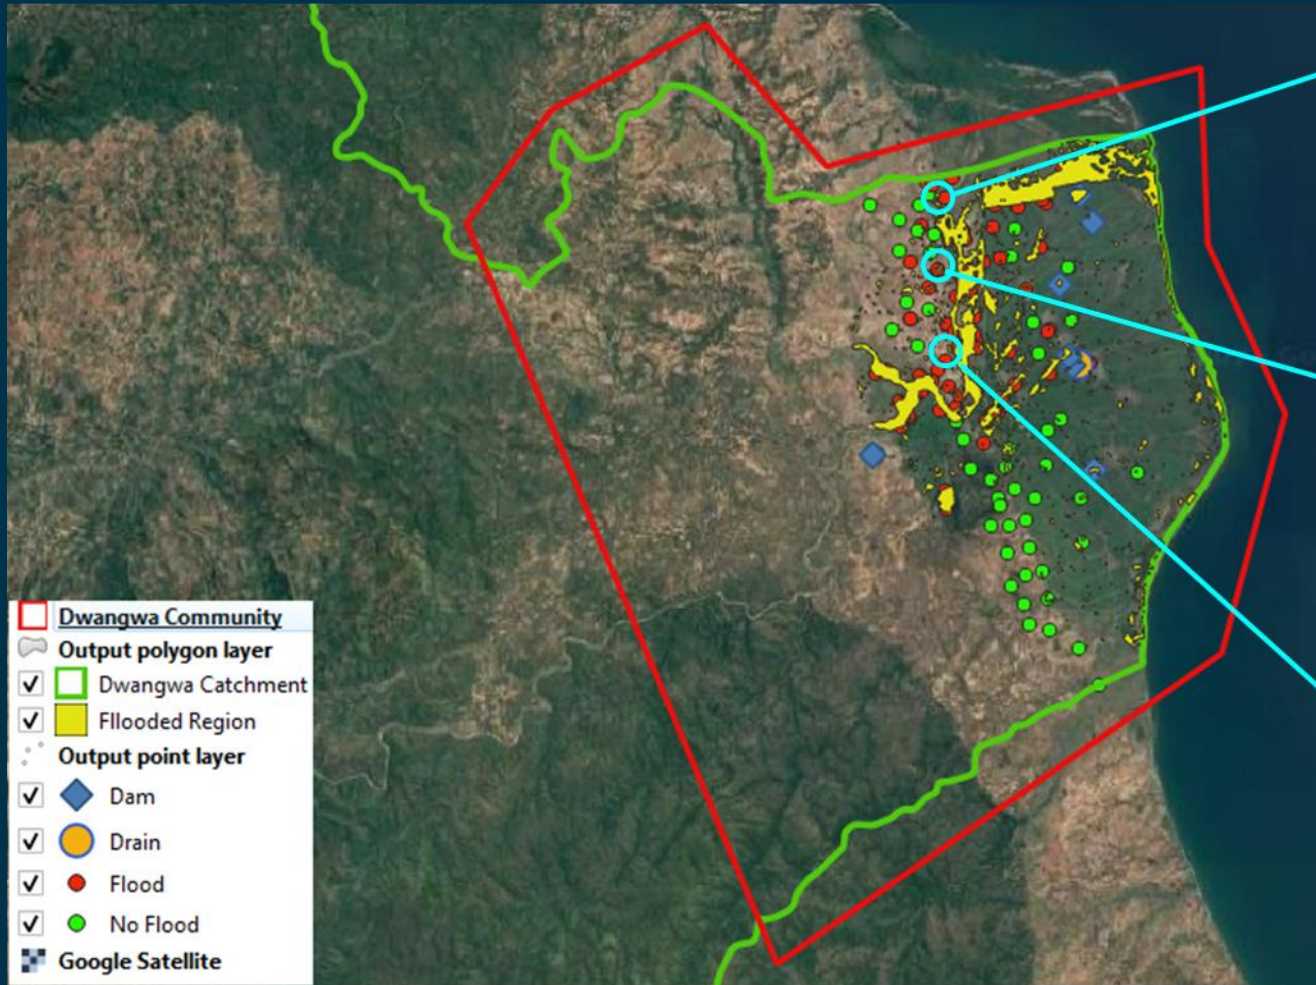 Dwangwa Community
Output polygon layer
Dwangwa Catchment
Fllooded Region
Output point layer
Dam
Drain
Flood
No Flood
Google Satellite